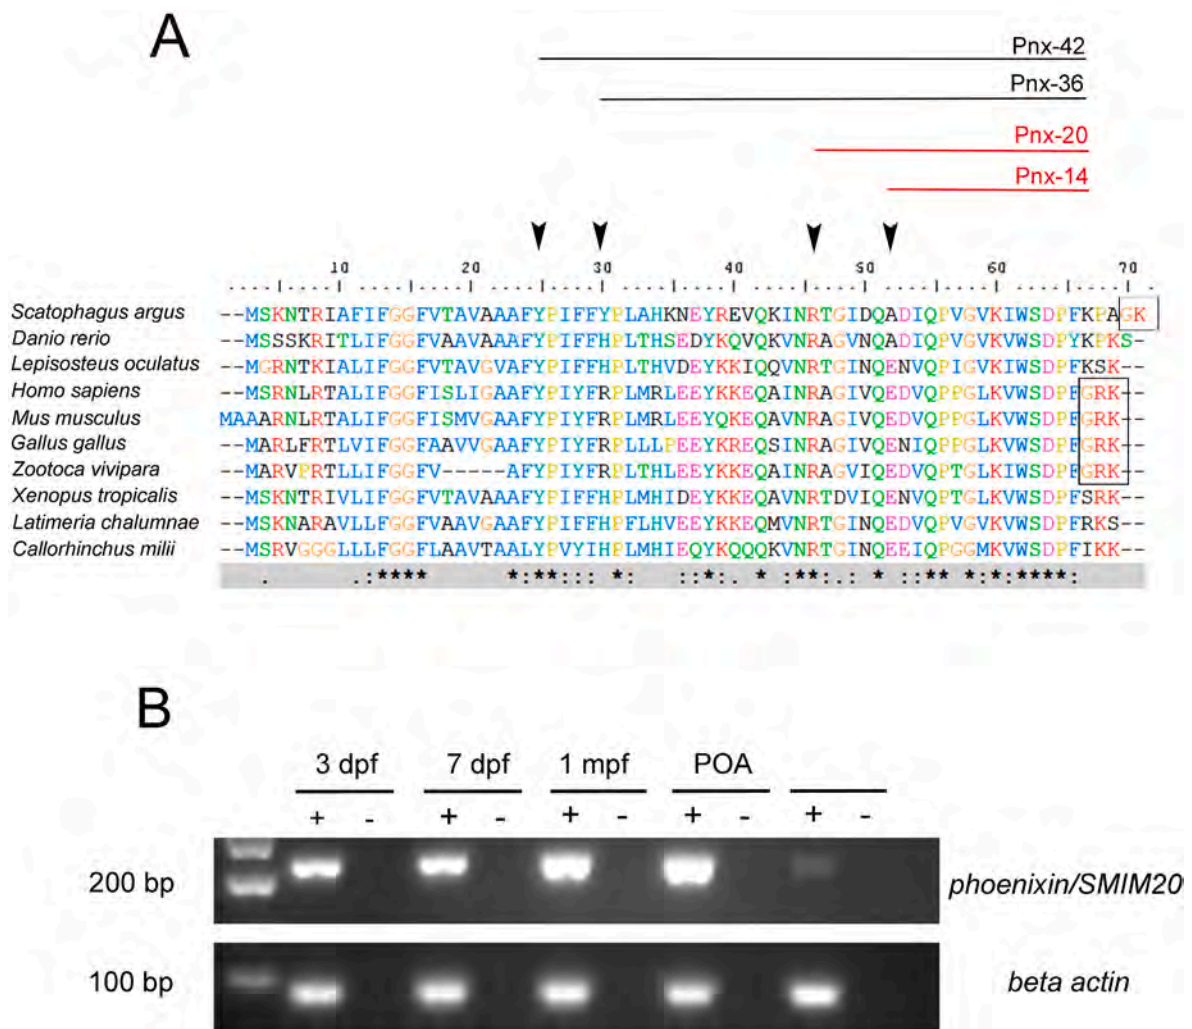 A
Pnx-42
Pnx-36
Pnx-20
Pnx-14
10 20 30 40 50 60 70
Scatophagus argus --MSKNTRIAFIFGGFVTAVAAAFYPIFFYPLAHKNEYREVQKINRTGIDQADIQPVGVKIWSDPFKPAGK
Danio rerio --MSSSKRITLIFGGFVAAVAAAFYPIFFHPLTHSEDYKQVQKVNRAGVNQADIQPVGVKIWSDPYKPKS-
Lepisosteus oculatus --MGRNTKIALIFGGFVTAVGAAFYPIFFHPLTHVDEYKKIQQVNRTGINQENVQPIGVKVWSDPFKSK--
Homo sapiens --MSRNLRTALIFGGFISLIGAAFYPIYFRPLMRLEEYKKEQAINRAGIVQEDVQPPGLKVWSDPFGRK--
Mus musculus MAAARNLRTALIFGGFISMVGAAFYPIYFRPLMRLEEYQKEQAVNRAGIVQEDVQPPGLKVWSDPFGRK--
Gallus gallus --MARLFRTLVIFGGFAAVVGAAFYPIYFRPLLLPEEYKREQSINRAGIVQENIQPPGLKVWSDPFGRK--
Zootoca vivipara --MARVPRTLLIFGGFV-----AFYPIYFRPLTHLEEYKKEQAINRAGVIQEDVQPTGLKVWSDPFGRK--
Xenopus tropicalis --MSKNTRIVLIFGGFVTAVAAAFYPIFFHPLMHIDEYKKEQAVNRTDVIQENVQPTGLKVWSDPFSRK--
Latimeria chalumnae --MSKNARAVLLFGGFVAAVGAAFYPIFFHPFLHVEEYKKEQMVNRTGINQEDVQPVGVKVWSDPFRKS--
Callorhinchus milii --MSRVGGGLLLFGGFLAAVTAALYPVYIHPLMHIEQYKQQQKVNRTGINQEEIQPGGMKVWSDPFIKK--
B
3 dpf 7 dpf 1 mpf POA
+ - + - + - + - + -
200 bp phoenixin/SMIM20
100 bp beta actin